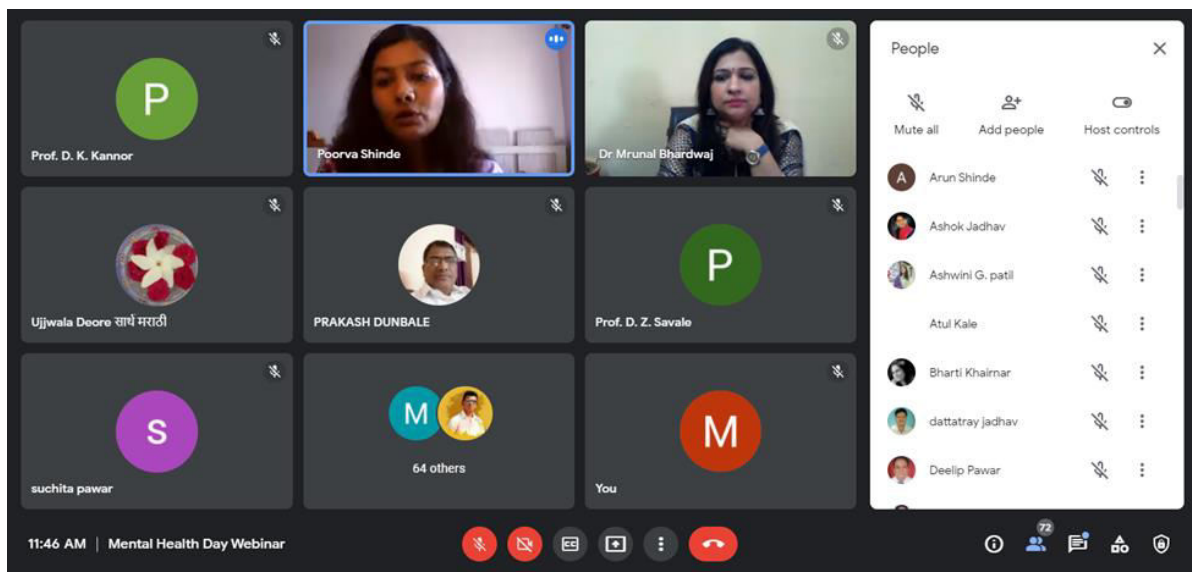 P
Prof. D. K. Kannor
Poorva Shinde
Dr Mrunal Bhardwaj
Ujjwala Deore सार्थ मराठी
PRAKASH DUNBALE
P
Prof. D. Z. Savale
S
suchita pawar
M
64 others
M
You
People
Mute all
Add people
Host controls
A
Arun Shinde
Ashok Jadhav
Ashwini G. patil
Atul Kale
Bharti Khairnar
dattatray jadhav
Deelip Pawar
11:46 AM | Mental Health Day Webinar
CC
72